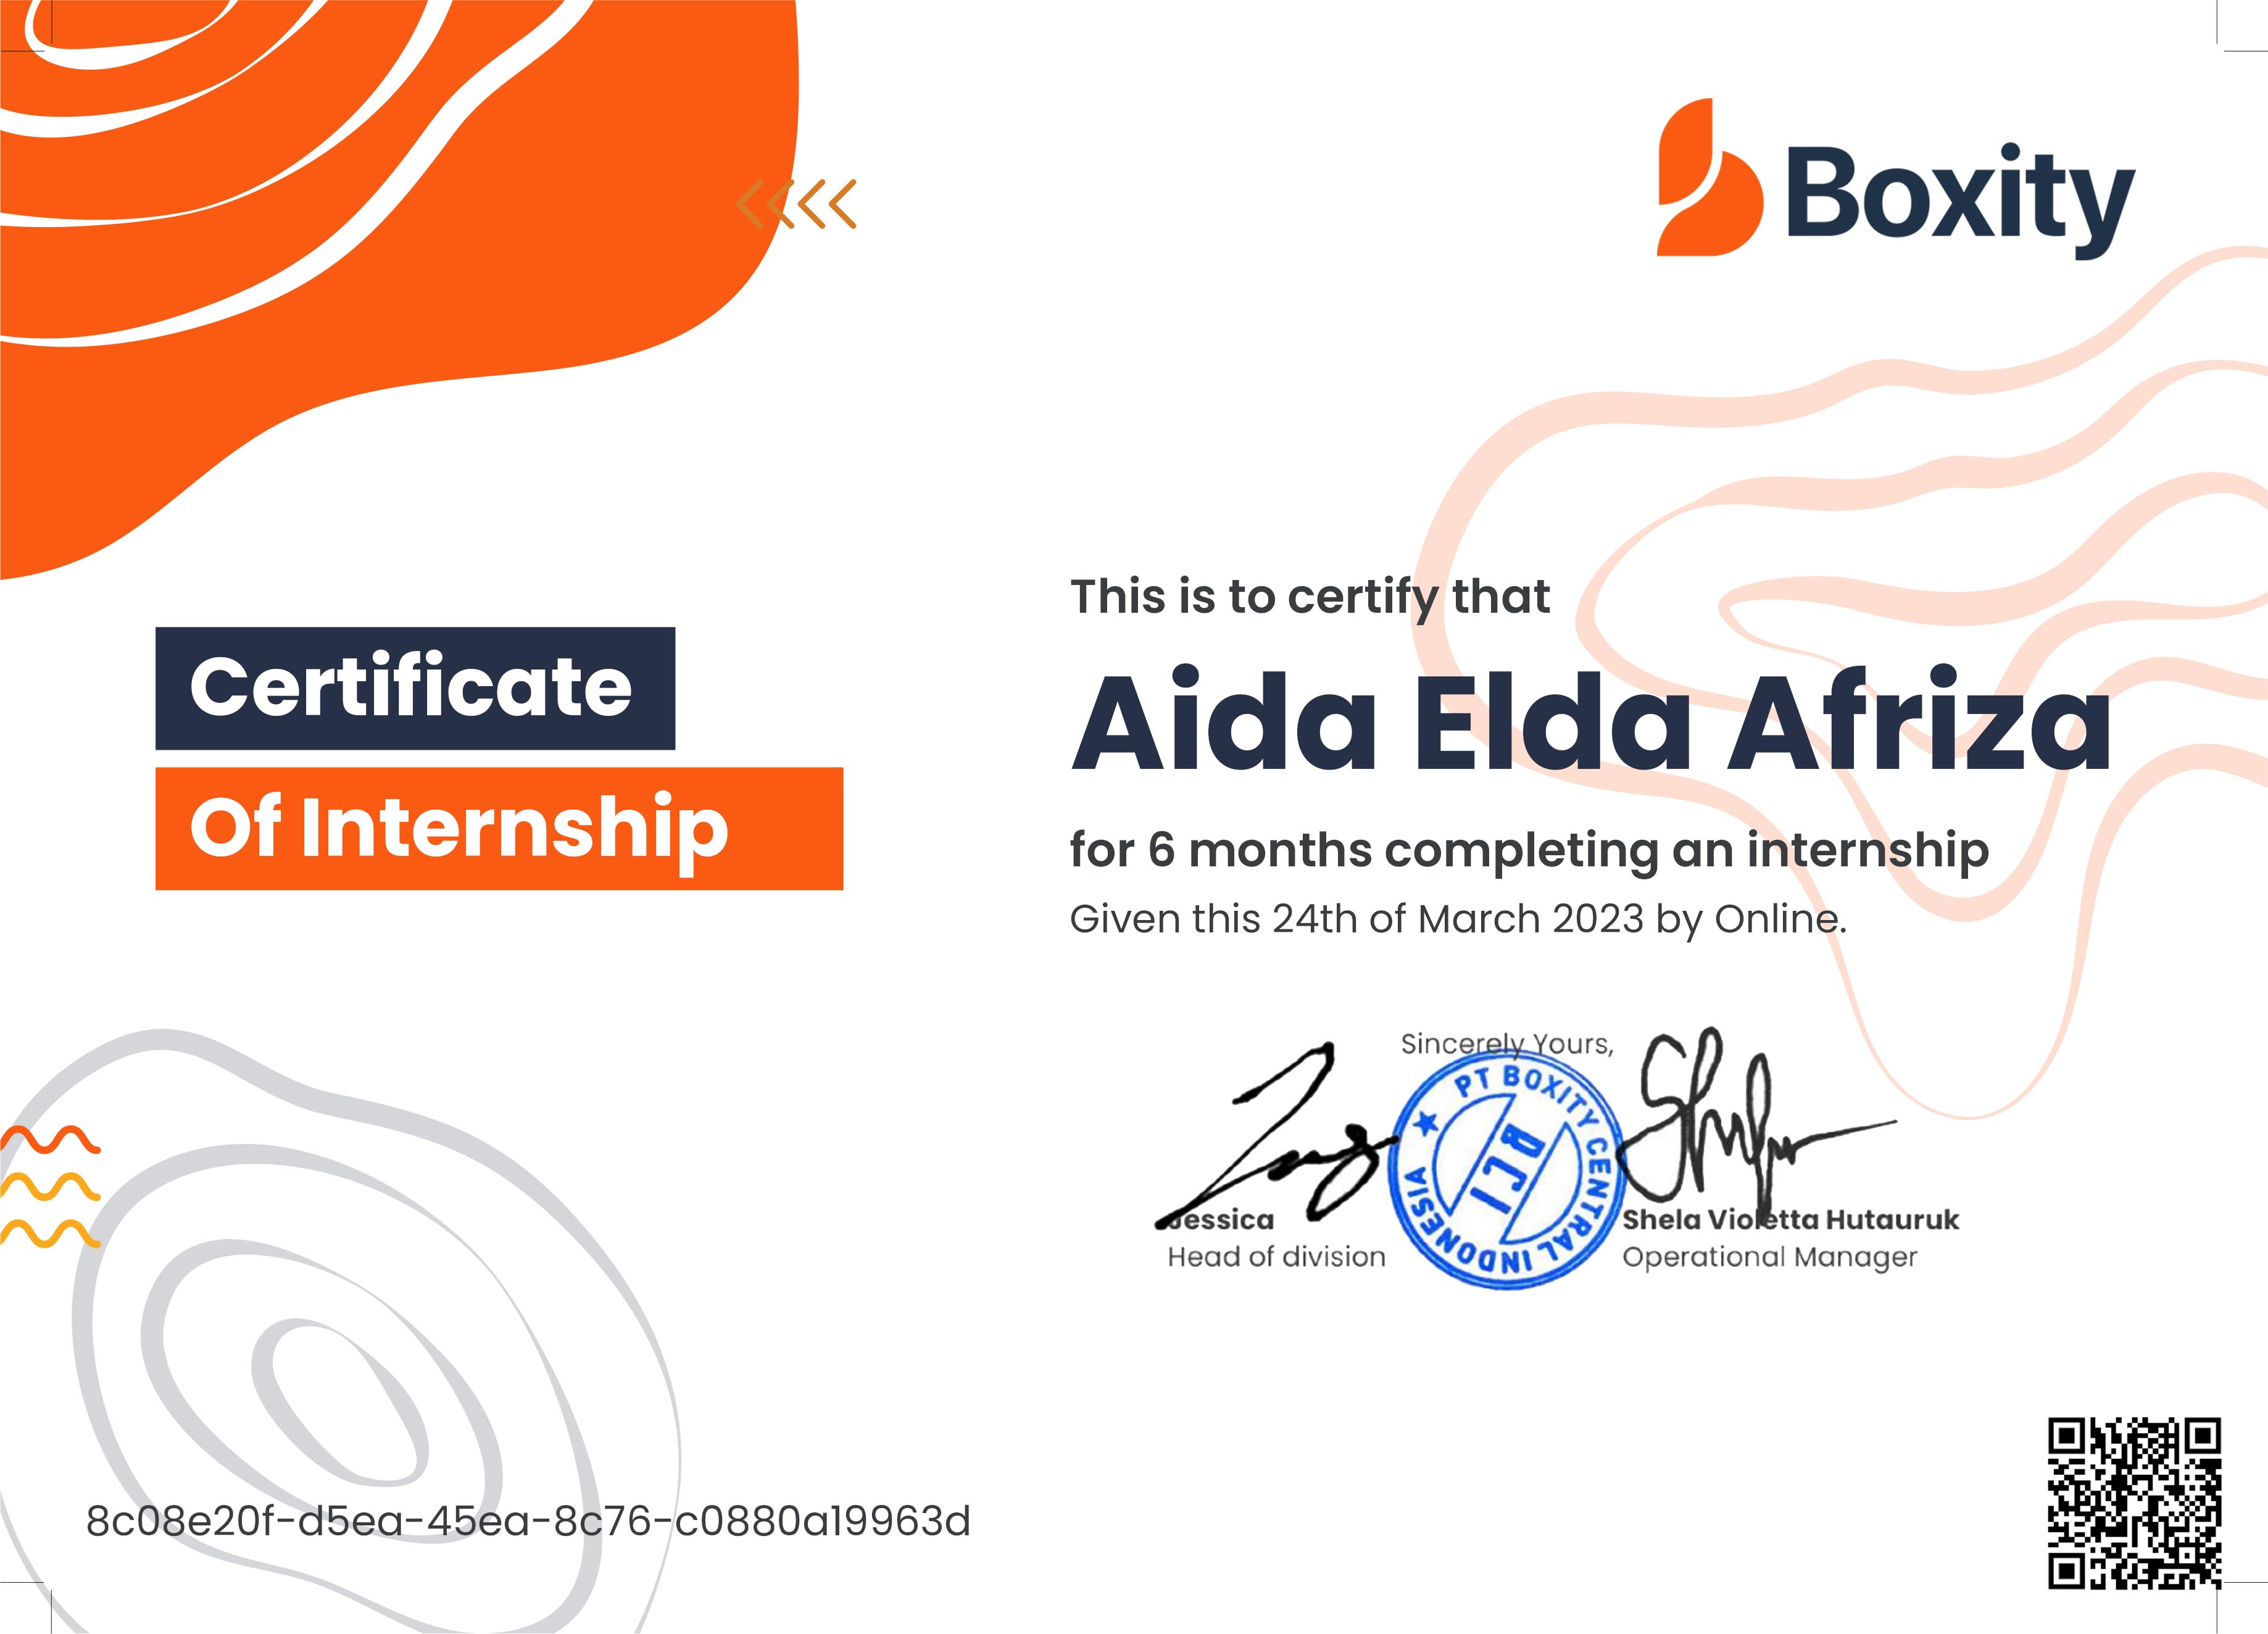 Boxity
Certificate
Of Internship
This is to certify that
Aida Elda Afriza
for 6 months completing an internship
Given this 24th of March 2023 by Online.
Sincerely Yours,
PT BOXITY CENTRAL INDONESIA
BCI
Jessica
Head of division
Shela Violetta Hutauruk
Operational Manager
8c08e20f-d5ea-45ea-8c76-c0880a19963d